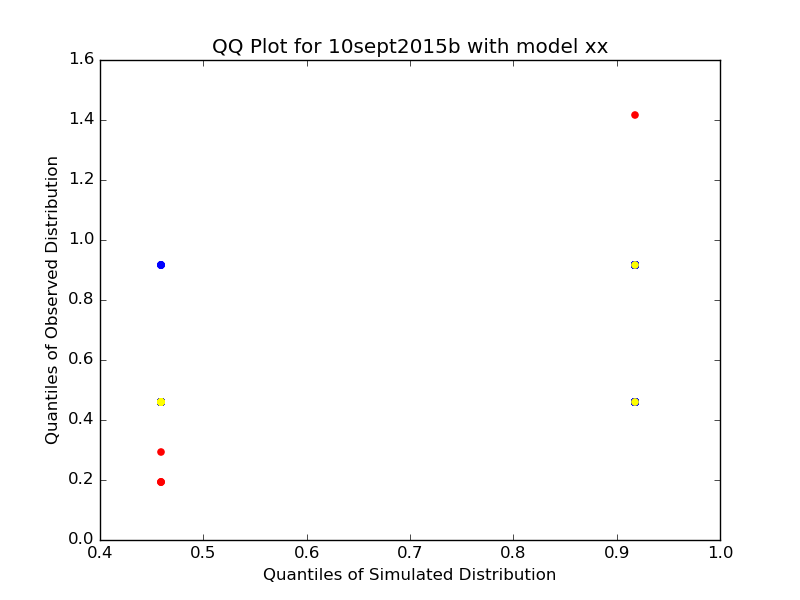 QQ Plot for 10sept2015b with model xx
1.6
1.4
1.2
1.0
0.8
0.6
0.4
0.2
0.0
Quantiles of Observed Distribution
0.4 0.5 0.6 0.7 0.8 0.9 1.0
Quantiles of Simulated Distribution